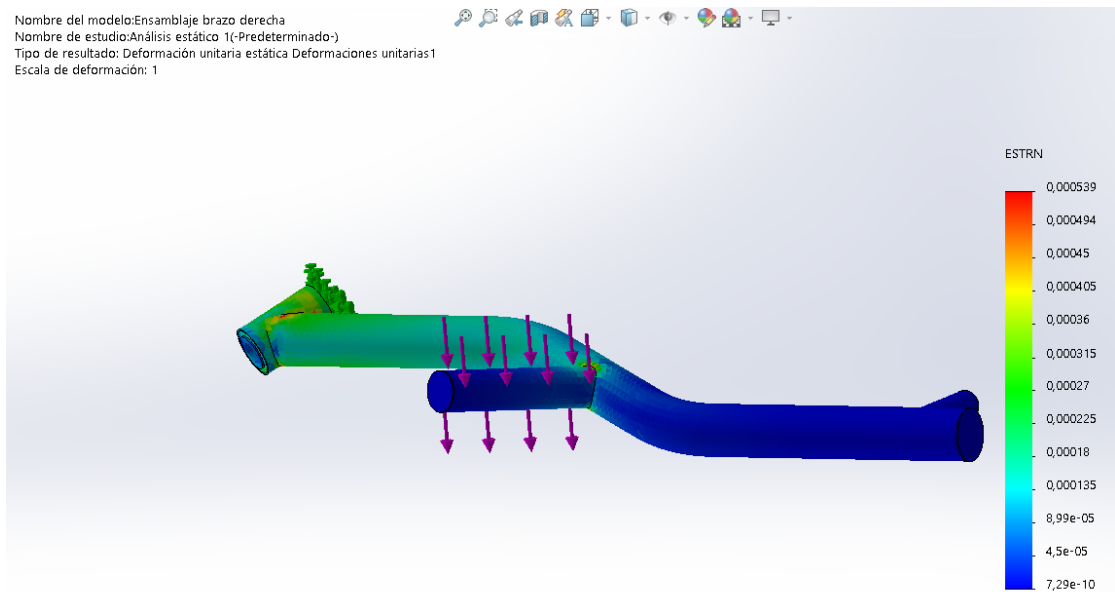 Nombre del modelo:Ensamblaje brazo derecha
Nombre de estudio:Análisis estático 1(-Predeterminado-)
Tipo de resultado: Deformación unitaria estática Deformaciones unitarias1
Escala de deformación: 1
ESTRN
0,000539
0,000494
0,00045
0,000405
0,00036
0,000315
0,00027
0,000225
0,00018
0,000135
8,99e-05
4,5e-05
7,29e-10